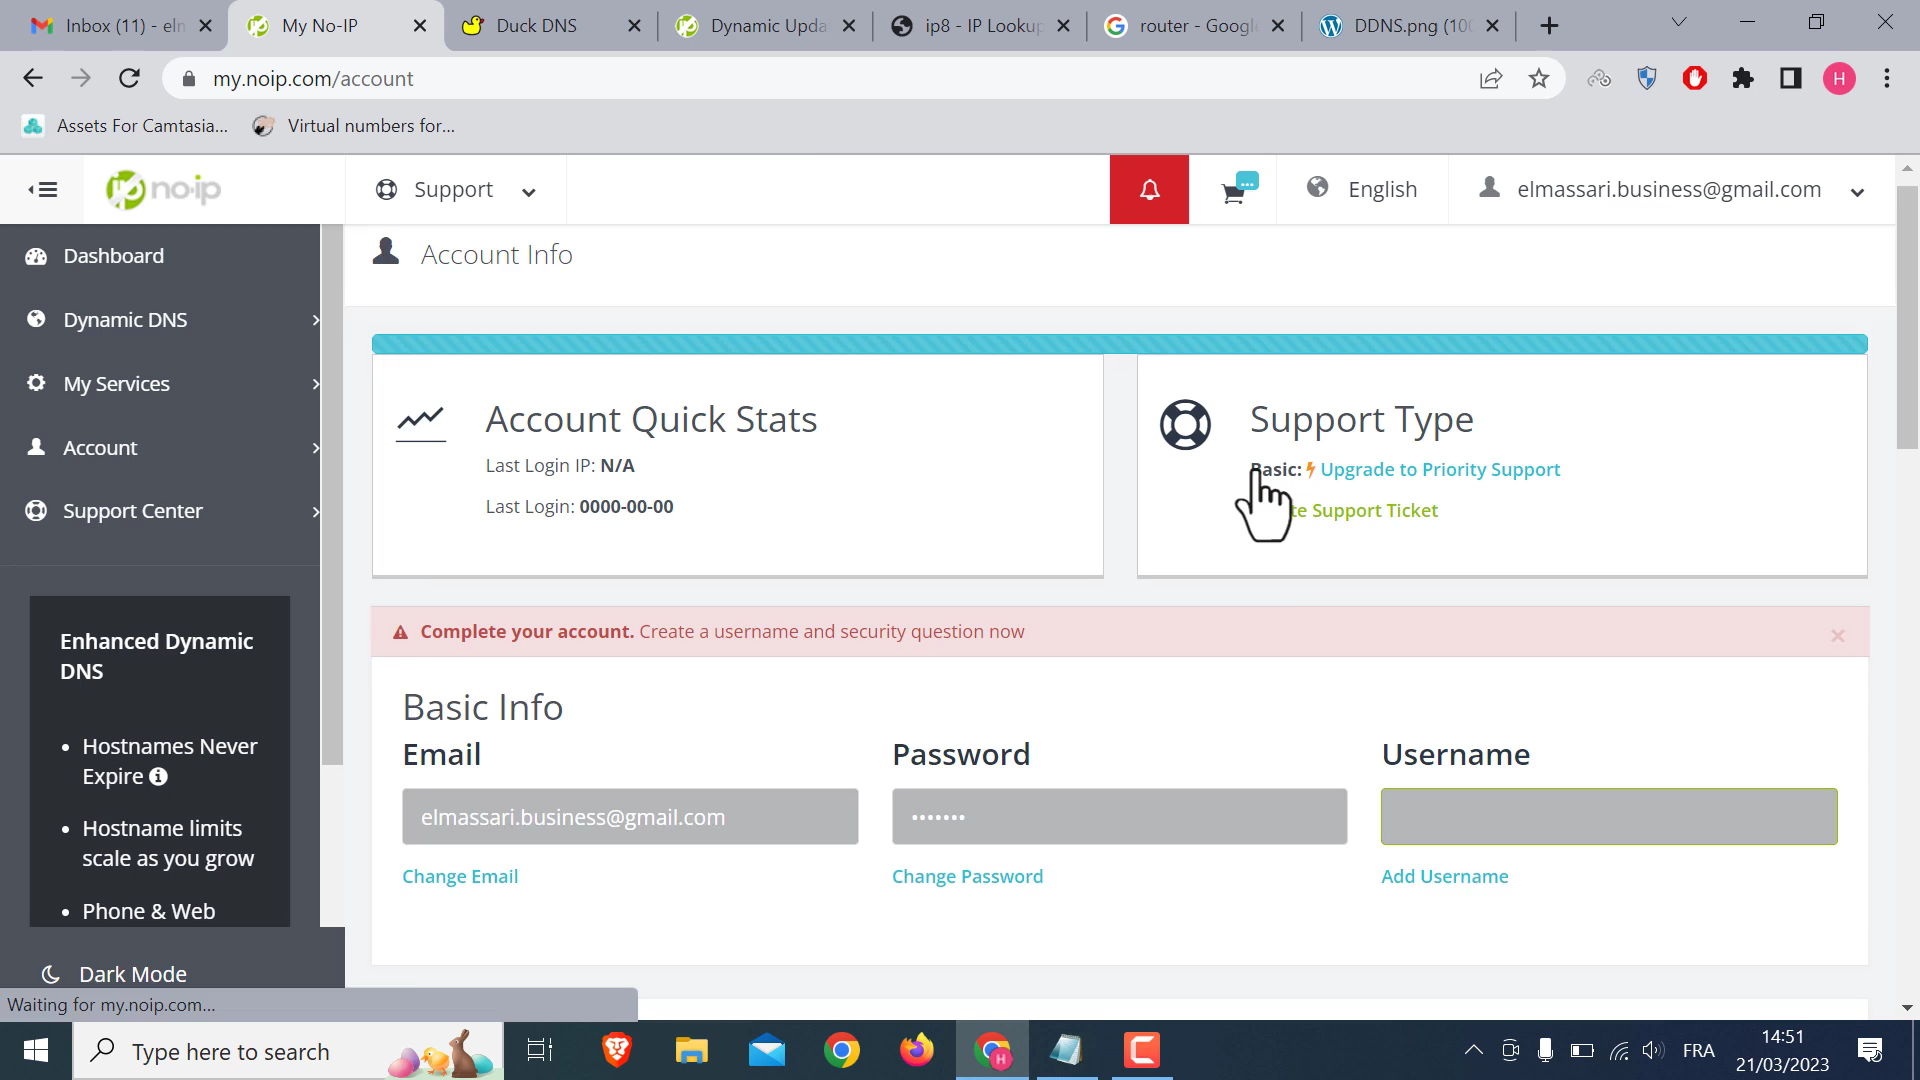 Inbox (11) - eln
My No-IP
Duck DNS
Dynamic Upda
ip8 - IP Lookup
router - Google
DDNS.png (100
my.noip.com/account
H
Assets For Camtasia...
Virtual numbers for...
no-ip
Support
English
elmassari.business@gmail.com
Dashboard
Dynamic DNS
My Services
Account
Support Center
Enhanced Dynamic
DNS
Hostnames Never
Expire
Hostname limits
scale as you grow
Phone & Web
Dark Mode
Waiting for my.noip.com...
Account Info
Account Quick Stats
Last Login IP: N/A
Last Login: 0000-00-00
Support Type
Basic: Upgrade to Priority Support
Support Ticket
Complete your account. Create a username and security question now
Basic Info
Email
Password
Username
elmassari.business@gmail.com
•••••••
Change Email
Change Password
Add Username
Type here to search
FRA
14:51
21/03/2023